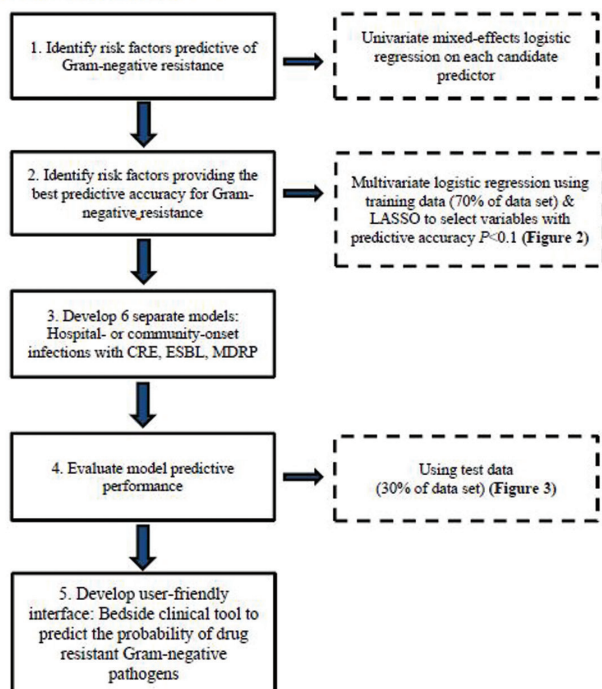 1. Identify risk factors predictive of
Gram-negative resistance
Univariate mixed-effects logistic
regression on each candidate
predictor
2. Identify risk factors providing the
best predictive accuracy for Gram-
negative resistance
Multivariate logistic regression using
training data (70% of data set) &
LASSO to select variables with
predictive accuracy P<0.1 (Figure 2)
3. Develop 6 separate models:
Hospital- or community-onset
infections with CRE, ESBL, MDRP
4. Evaluate model predictive
performance
Using test data
(30% of data set) (Figure 3)
5. Develop user-friendly
interface: Bedside clinical tool to
predict the probability of drug
resistant Gram-negative
pathogens